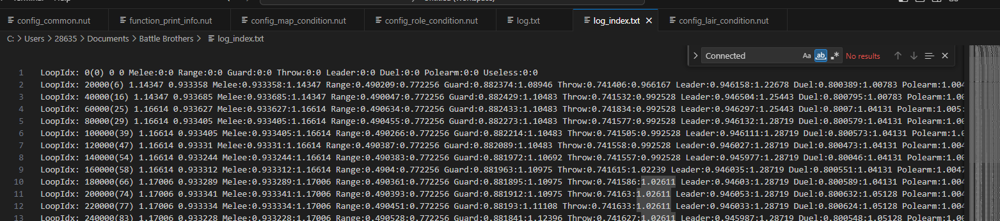 Help
config_common.nut function_print_info.nut config_map_condition.nut config_role_condition.nut log.txt log_index.txt config_lair_condition.nut
C: > Users > 28635 > Documents > Battle Brothers > log_index.txt
Connected Aa ab .* No results
1 LoopIdx: 0(0) 0 0 Melee:0:0 Range:0:0 Guard:0:0 Throw:0:0 Leader:0:0 Duel:0:0 Polearm:0:0 Useless:0:0
2 LoopIdx: 20000(6) 1.14347 0.933358 Melee:0.933358:1.14347 Range:0.490209:0.772256 Guard:0.882374:1.08946 Throw:0.741406:0.966167 Leader:0.946158:1.22678 Duel:0.800389:1.00783 Polearm:1.004
3 LoopIdx: 40000(16) 1.14347 0.933685 Melee:0.933685:1.14347 Range:0.490047:0.772256 Guard:0.882429:1.10483 Throw:0.741532:0.992528 Leader:0.946504:1.25443 Duel:0.800795:1.00783 Polearm:1.00
4 LoopIdx: 60000(25) 1.16614 0.933627 Melee:0.933627:1.16614 Range:0.490634:0.772256 Guard:0.882433:1.10483 Throw:0.741834:0.992528 Leader:0.946297:1.25443 Duel:0.8007:1.04131 Polearm:1.005
5 LoopIdx: 80000(29) 1.16614 0.933405 Melee:0.933405:1.16614 Range:0.490455:0.772256 Guard:0.882273:1.10483 Throw:0.741577:0.992528 Leader:0.946132:1.28719 Duel:0.800579:1.04131 Polearm:1.00
6 LoopIdx: 100000(39) 1.16614 0.933405 Melee:0.933405:1.16614 Range:0.490266:0.772256 Guard:0.882214:1.10483 Throw:0.741505:0.992528 Leader:0.946111:1.28719 Duel:0.800573:1.04131 Polearm:1.0
7 LoopIdx: 120000(47) 1.16614 0.93331 Melee:0.93331:1.16614 Range:0.490387:0.772256 Guard:0.882089:1.10483 Throw:0.741558:0.992528 Leader:0.946027:1.28719 Duel:0.800473:1.04131 Polearm:1.004
8 LoopIdx: 140000(54) 1.16614 0.933244 Melee:0.933244:1.16614 Range:0.490383:0.772256 Guard:0.881972:1.10692 Throw:0.741557:0.992528 Leader:0.945977:1.28719 Duel:0.80046:1.04131 Polearm:1.00
9 LoopIdx: 160000(58) 1.16614 0.933312 Melee:0.933312:1.16614 Range:0.4904:0.772256 Guard:0.881963:1.10975 Throw:0.741615:1.02239 Leader:0.946035:1.28719 Duel:0.800551:1.04131 Polearm:1.0047
10 LoopIdx: 180000(66) 1.17006 0.933289 Melee:0.933289:1.17006 Range:0.490361:0.772256 Guard:0.881895:1.10975 Throw:0.741586:1.02611 Leader:0.94603:1.28719 Duel:0.800589:1.04131 Polearm:1.004
11 LoopIdx: 200000(74) 1.17006 0.933341 Melee:0.933341:1.17006 Range:0.490393:0.772256 Guard:0.881912:1.10975 Throw:0.74163:1.02611 Leader:0.946053:1.28719 Duel:0.800632:1.05128 Polearm:1.004
12 LoopIdx: 220000(77) 1.17006 0.933334 Melee:0.933334:1.17006 Range:0.490451:0.772256 Guard:0.88193:1.11108 Throw:0.741633:1.02611 Leader:0.946033:1.28719 Duel:0.800624:1.05128 Polearm:1.004
13 LoopIdx: 240000(83) 1.17006 0.933228 Melee:0.933228:1.17006 Range:0.490528:0.772256 Guard:0.881841:1.12396 Throw:0.741627:1.02611 Leader:0.945987:1.28719 Duel:0.800548:1.05128 Polearm:1.004